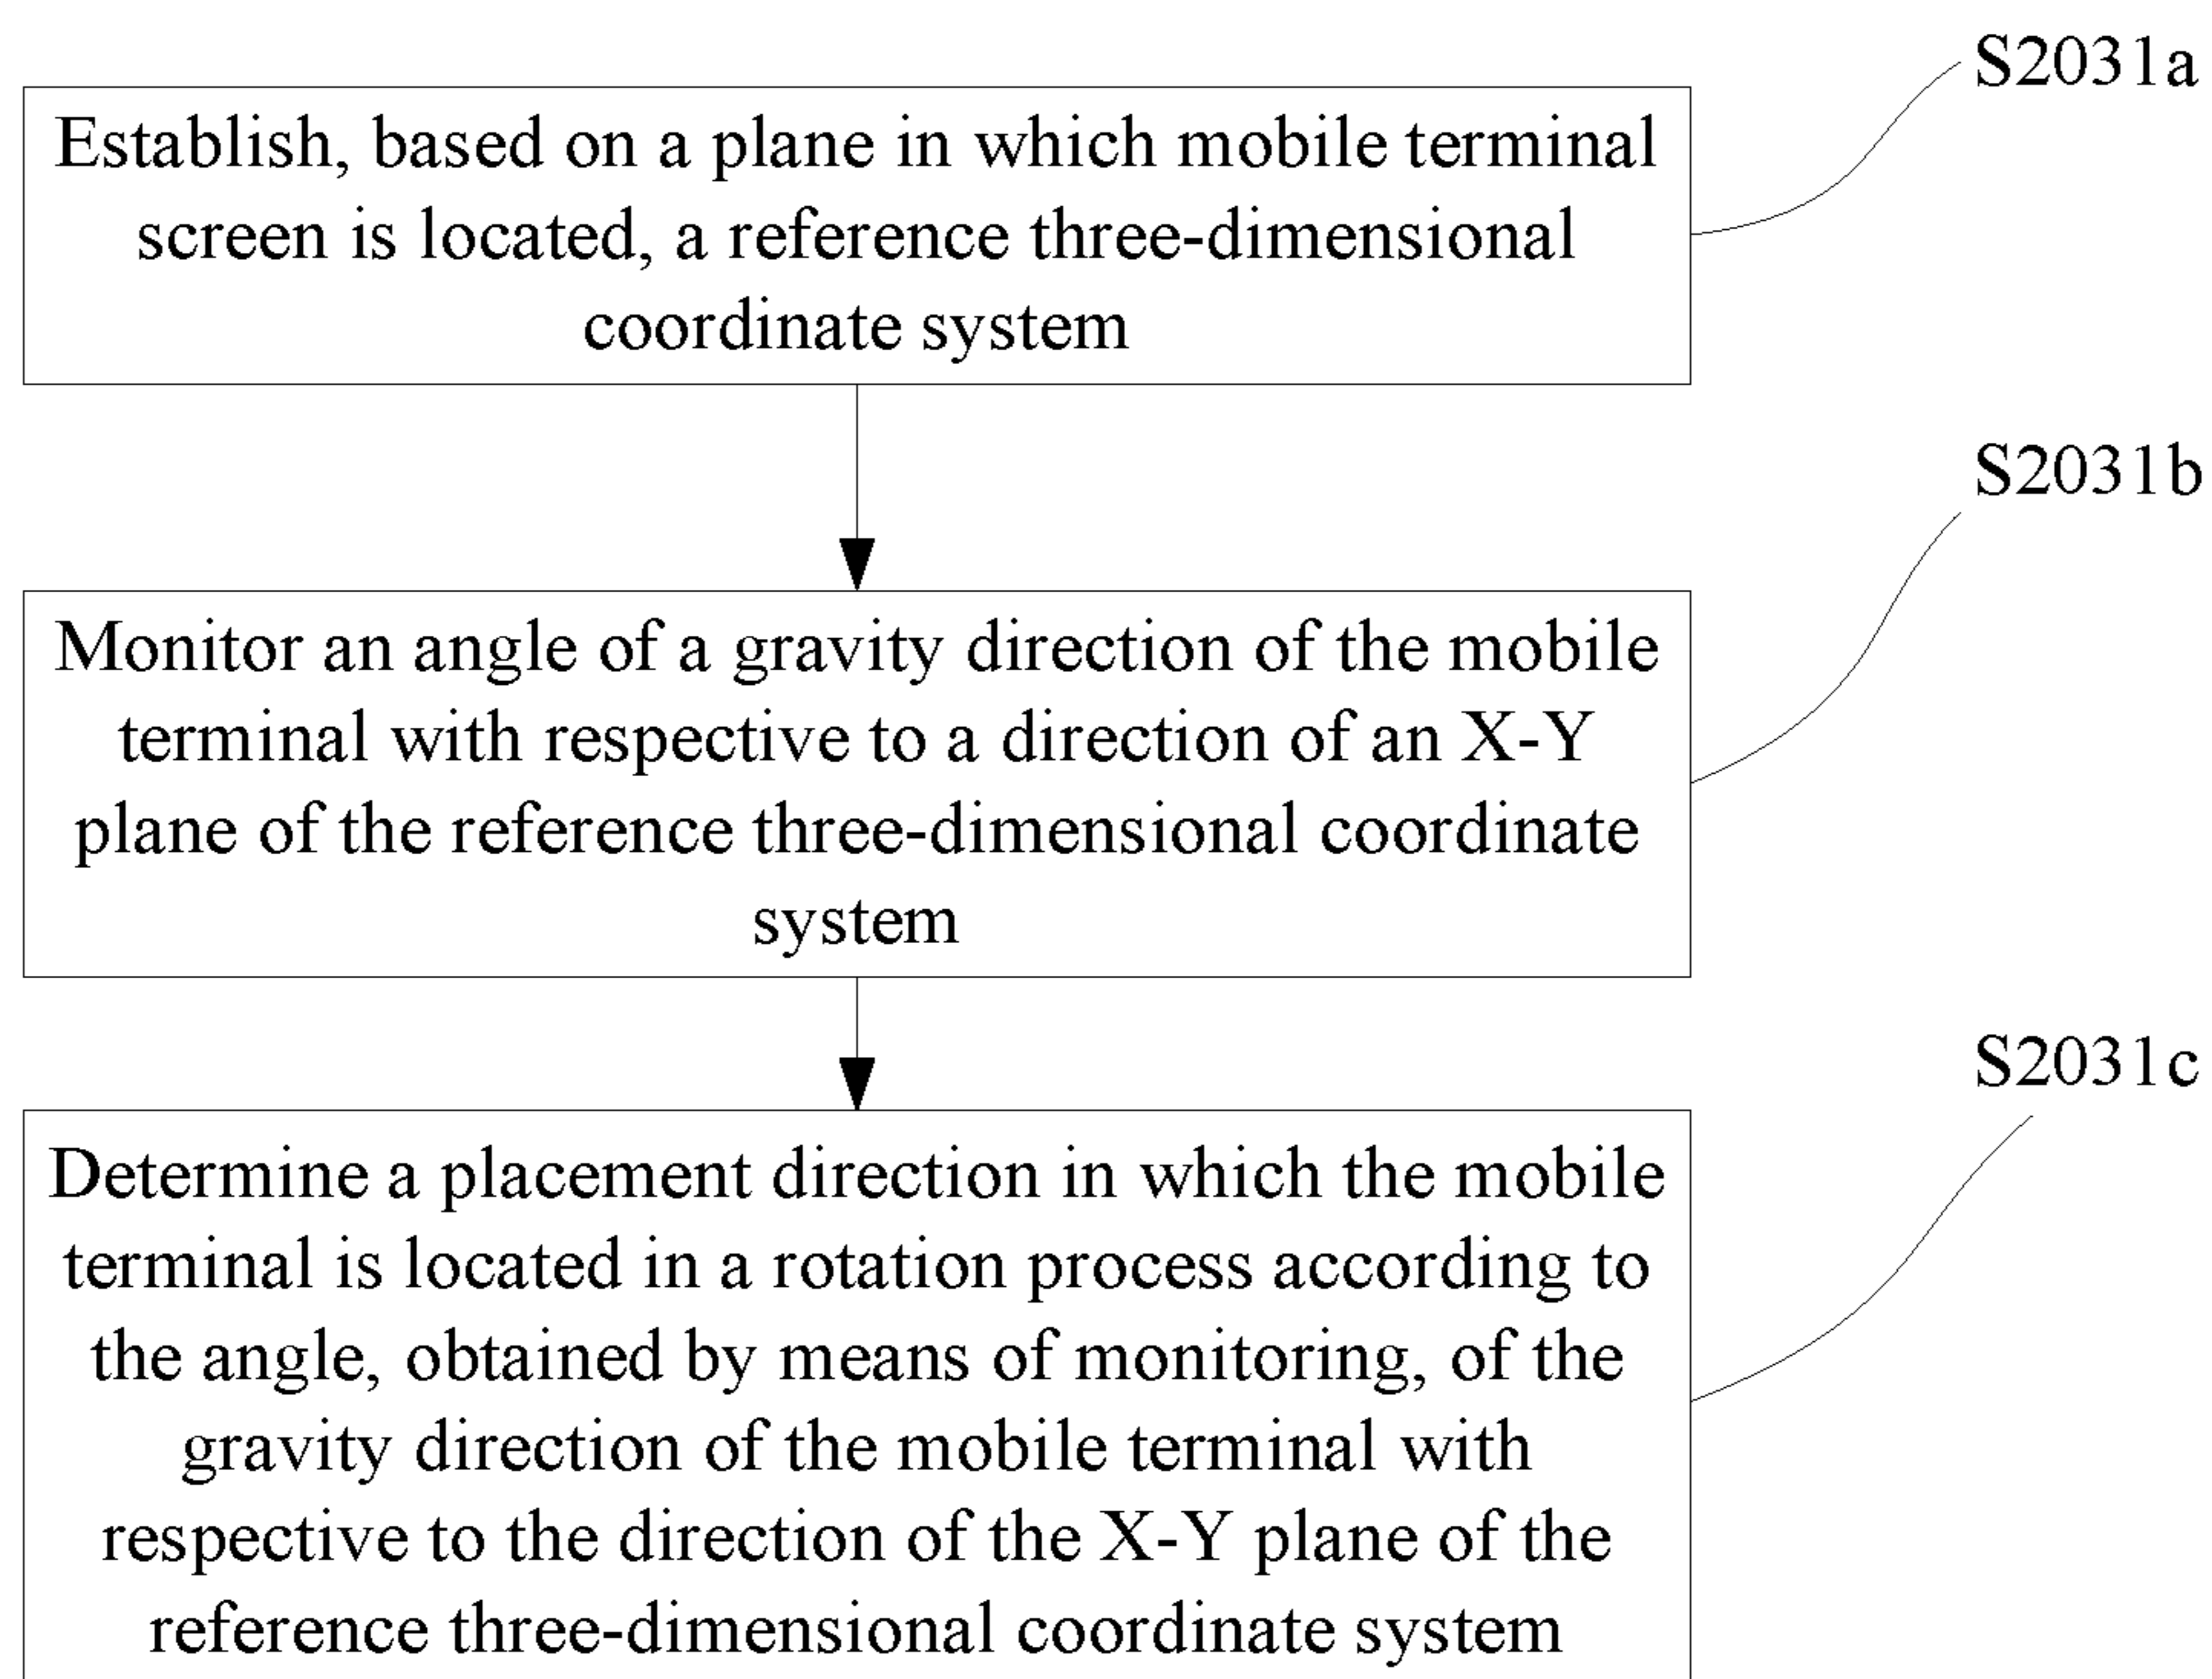 S2031a
Establish, based on a plane in which mobile terminal
screen is located, a reference three-dimensional
coordinate system
S2031b
Monitor an angle of a gravity direction of the mobile
terminal with respective to a direction of an X-Y
plane of the reference three-dimensional coordinate
system
S2031c
Determine a placement direction in which the mobile
terminal is located in a rotation process according to
the angle, obtained by means of monitoring, of the
gravity direction of the mobile terminal with
respective to the direction of the X-Y plane of the
reference three-dimensional coordinate system